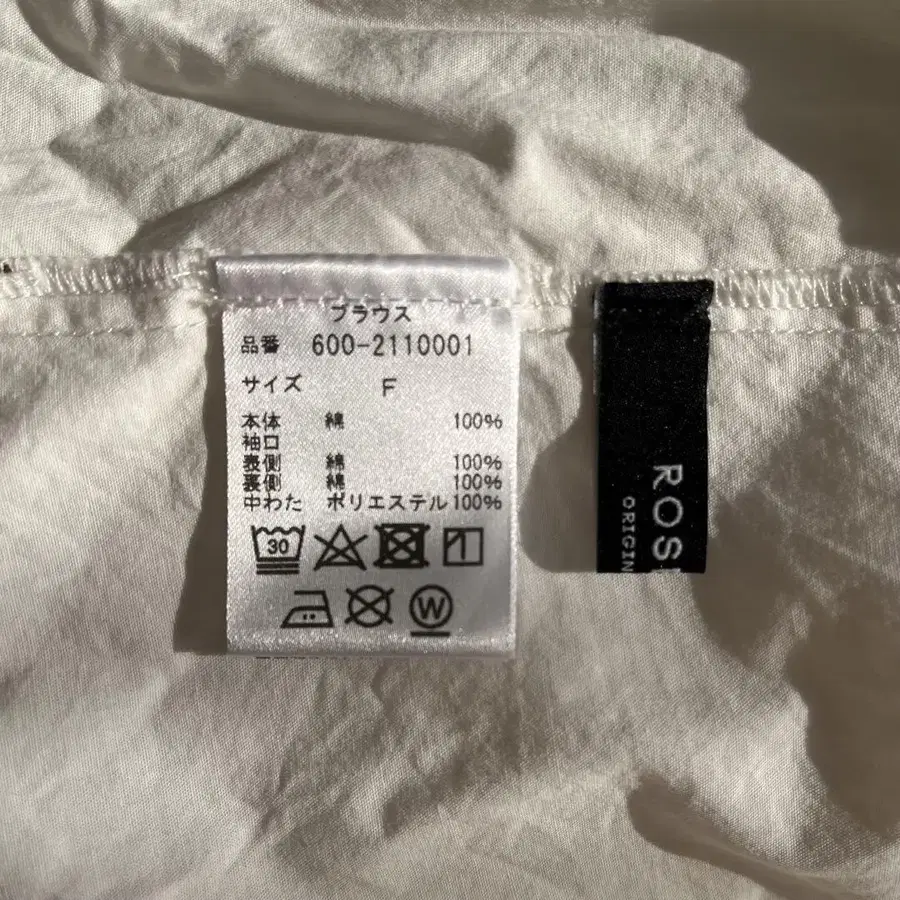 ブラウス
品番 600-2110001
サイズ F
本体 綿 100%
袖口
表側 綿 100%
裏側 綿 100%
中わた ポリエステル 100%
30
W
ROS
ORIGIN